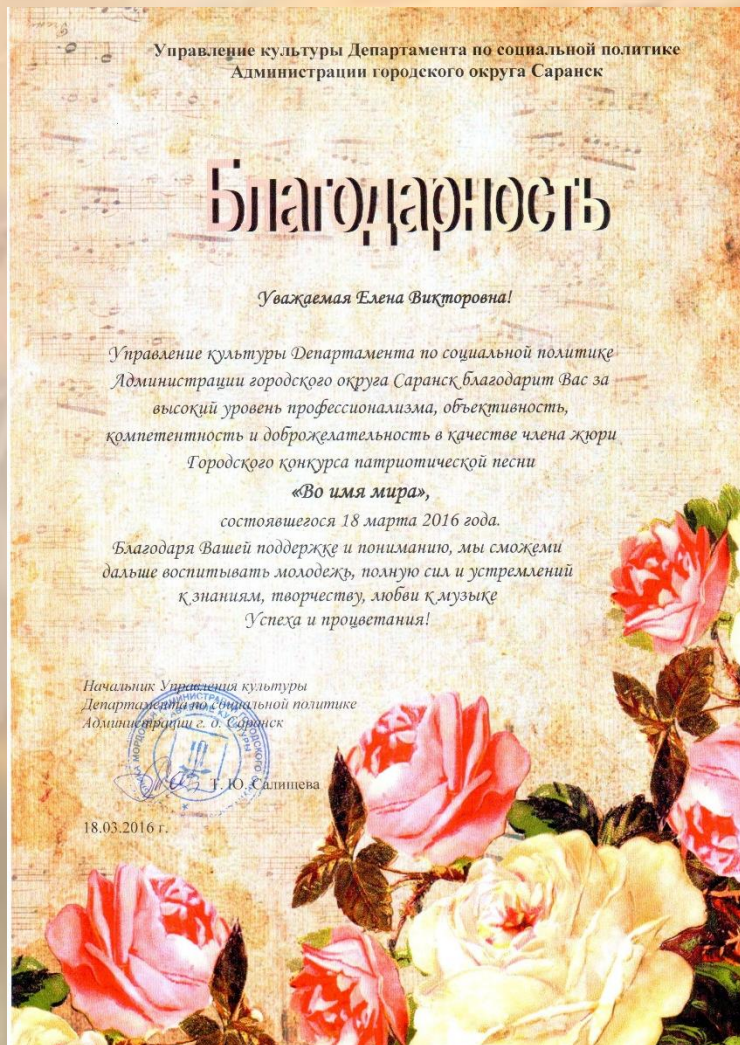 Управление культуры Департамента по социальной политике
Администрации городского округа Саранск
Благодарность
Уважаемая Елена Викторовна!
Управление культуры Департамента по социальной политике
Администрации городского округа Саранск благодарит Вас за
высокий уровень профессионализма, объективность,
компетентность и доброжелательность в качестве члена жюри
Городского конкурса патриотической песни
«Во имя мира»,
состоявшегося 18 марта 2016 года.
Благодаря Вашей поддержке и пониманию, мы сможеми
дальше воспитывать молодежь, полную сил и устремлений
к знаниям, творчеству, любви к музыке
Успеха и процветания!
Начальник Управления культуры
Департамента по социальной политике
Администрации г. о. Саранск
Т. Ю. Салищева
18.03.2016 г.